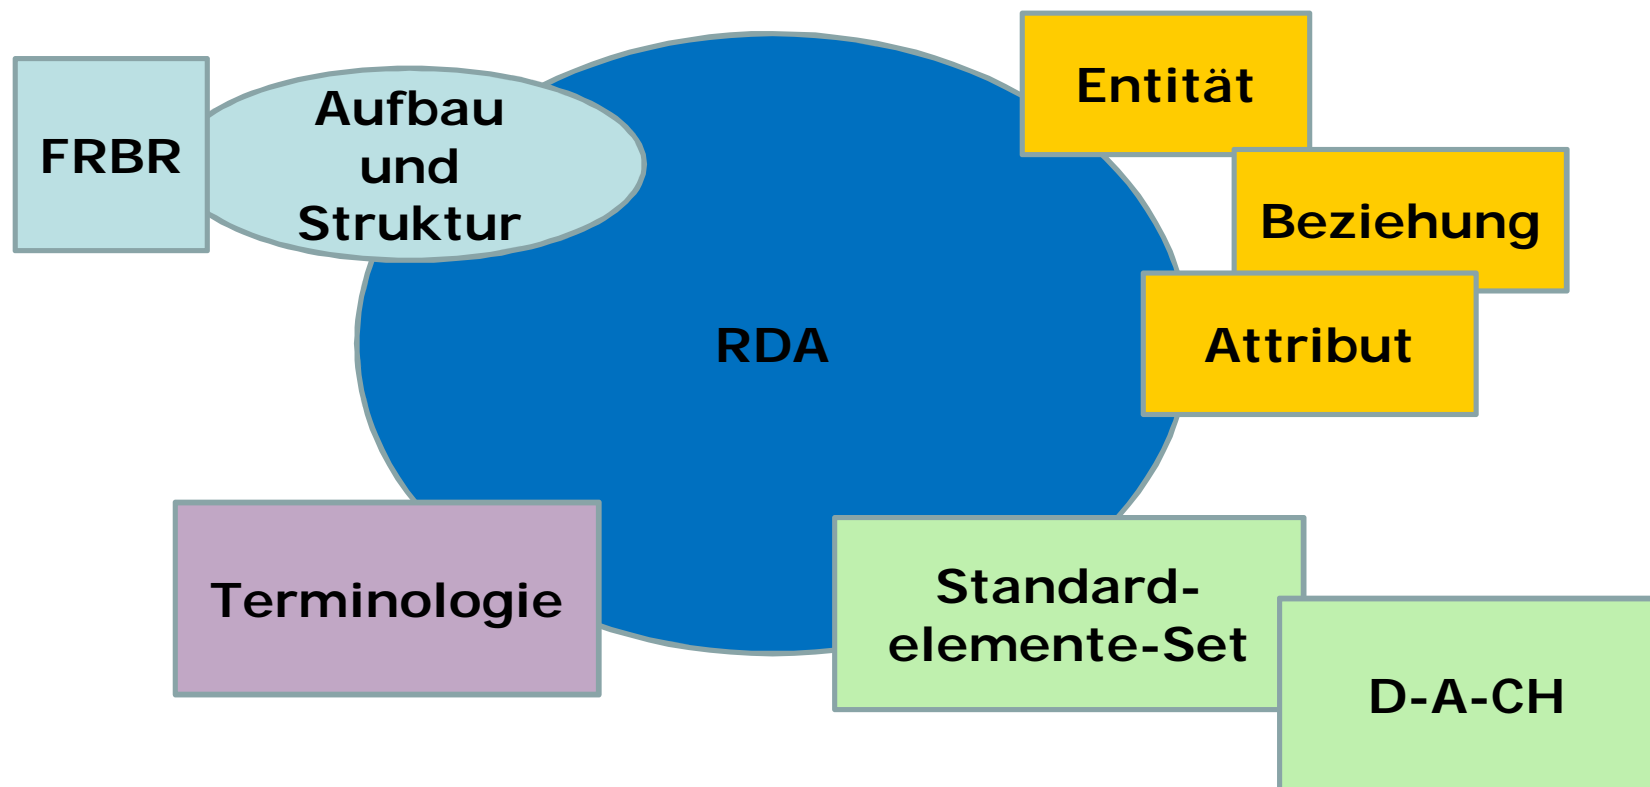 FRBR
Aufbau
und
Struktur
RDA
Entität
Beziehung
Attribut
Terminologie
Standard-
elemente-Set
D-A-CH